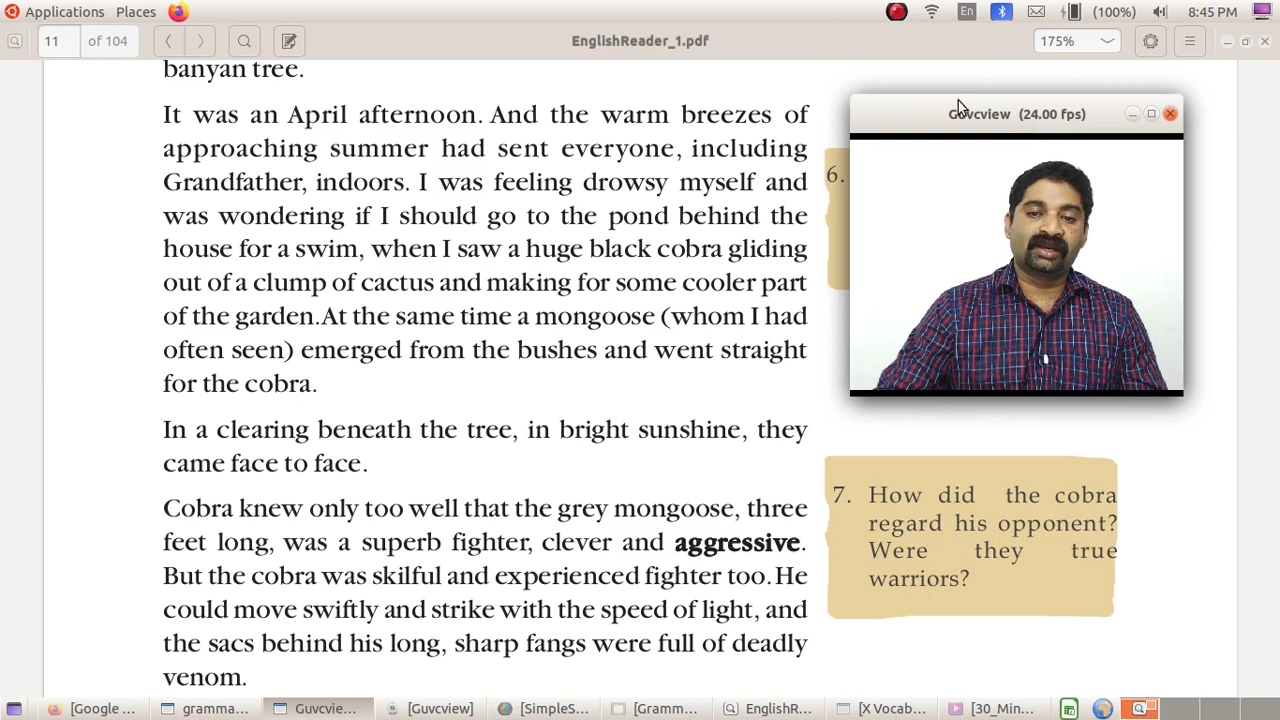 Applications Places En (100%) 8:45 PM
11 of 104 EnglishReader_1.pdf 175%
banyan tree.
It was an April afternoon. And the warm breezes of
approaching summer had sent everyone, including
Grandfather, indoors. I was feeling drowsy myself and
was wondering if I should go to the pond behind the
house for a swim, when I saw a huge black cobra gliding
out of a clump of cactus and making for some cooler part
of the garden. At the same time a mongoose (whom I had
often seen) emerged from the bushes and went straight
for the cobra.
In a clearing beneath the tree, in bright sunshine, they
came face to face.
Cobra knew only too well that the grey mongoose, three
feet long, was a superb fighter, clever and aggressive.
But the cobra was skilful and experienced fighter too. He
could move swiftly and strike with the speed of light, and
the sacs behind his long, sharp fangs were full of deadly
venom.
Guvcview (24.00 fps)
6.
7. How did the cobra
regard his opponent?
Were they true
warriors?
[Google ... gramma... Guvcvie... [Guvcview] [SimpleS... [Gramm... EnglishR... [X Vocab... [30_Min...